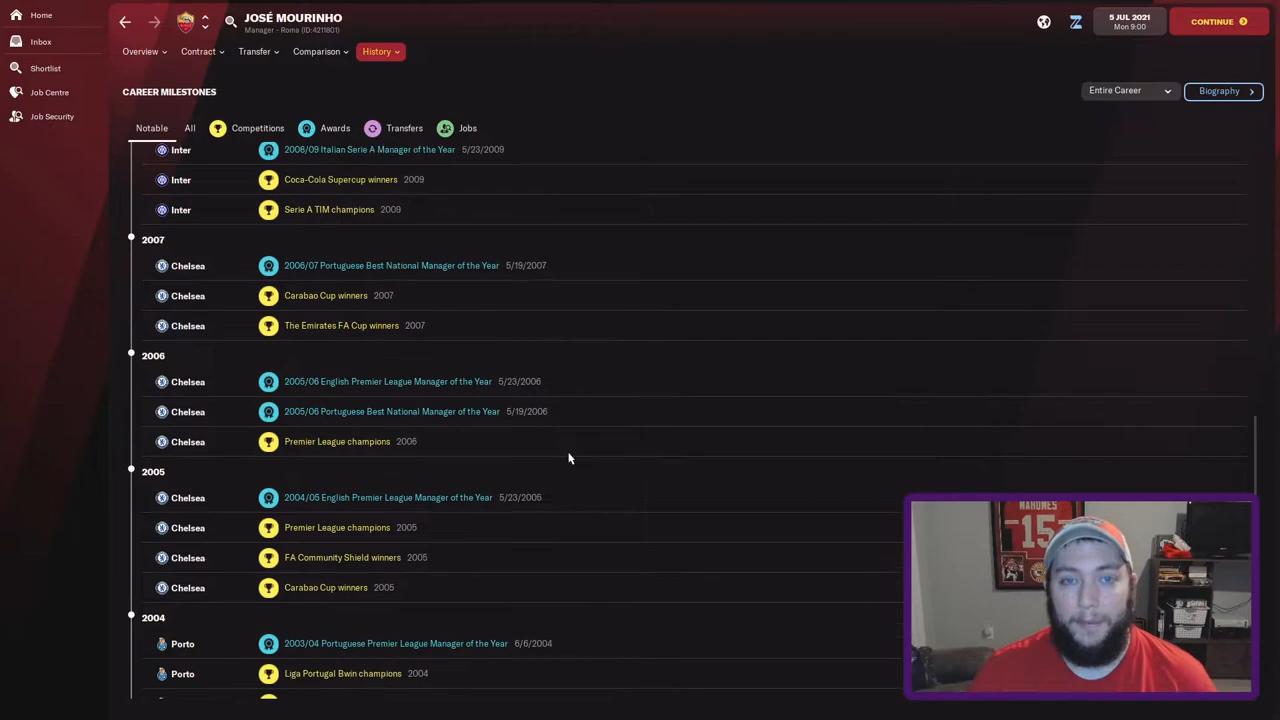 Home
Inbox
Shortlist
Job Centre
Job Security
JOSÉ MOURINHO
Manager - Roma (ID:4211801)
5 JUL 2021
Mon 9:00
CONTINUE
Overview
Contract
Transfer
Comparison
History
CAREER MILESTONES
Entire Career
Biography
Notable
All
Competitions
Awards
Transfers
Jobs
Inter 2008/09 Italian Serie A Manager of the Year 5/23/2009
Inter Coca-Cola Supercup winners 2009
Inter Serie A TIM champions 2009
2007
Chelsea 2006/07 Portuguese Best National Manager of the Year 5/19/2007
Chelsea Carabao Cup winners 2007
Chelsea The Emirates FA Cup winners 2007
2006
Chelsea 2005/06 English Premier League Manager of the Year 5/23/2006
Chelsea 2005/06 Portuguese Best National Manager of the Year 5/19/2006
Chelsea Premier League champions 2006
2005
Chelsea 2004/05 English Premier League Manager of the Year 5/23/2005
Chelsea Premier League champions 2005
Chelsea FA Community Shield winners 2005
Chelsea Carabao Cup winners 2005
2004
Porto 2003/04 Portuguese Premier League Manager of the Year 6/6/2004
Porto Liga Portugal Bwin champions 2004
MAHOMES
15